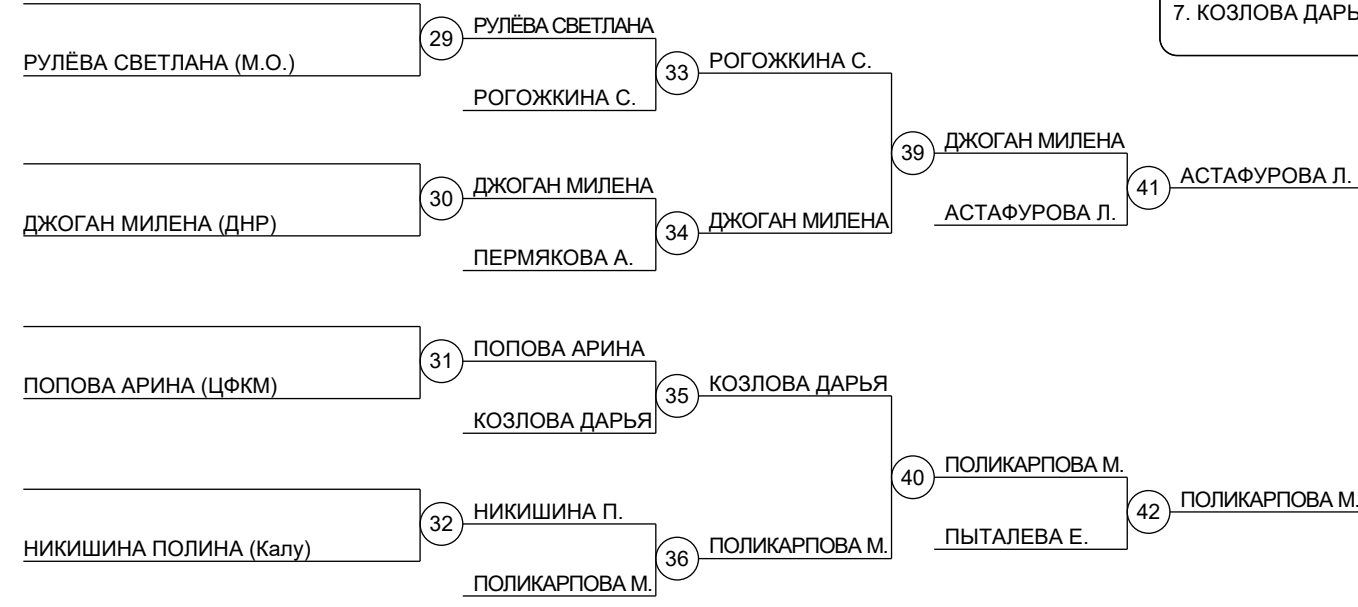 7. КОЗЛОВА ДАРЬ
РУЛЁВА СВЕТЛАНА (М.О.)
29
РУЛЁВА СВЕТЛАНА
РОГОЖКИНА С.
33
РОГОЖКИНА С.
ДЖОГАН МИЛЕНА (ДНР)
30
ДЖОГАН МИЛЕНА
ПЕРМЯКОВА А.
34
ДЖОГАН МИЛЕНА
39
ДЖОГАН МИЛЕНА
АСТАФУРОВА Л.
41
АСТАФУРОВА Л.
ПОПОВА АРИНА (ЦФКМ)
31
ПОПОВА АРИНА
КОЗЛОВА ДАРЬЯ
35
КОЗЛОВА ДАРЬЯ
НИКИШИНА ПОЛИНА (Калу)
32
НИКИШИНА П.
ПОЛИКАРПОВА М.
36
ПОЛИКАРПОВА М.
40
ПОЛИКАРПОВА М.
ПЫТАЛЕВА Е.
42
ПОЛИКАРПОВА М.